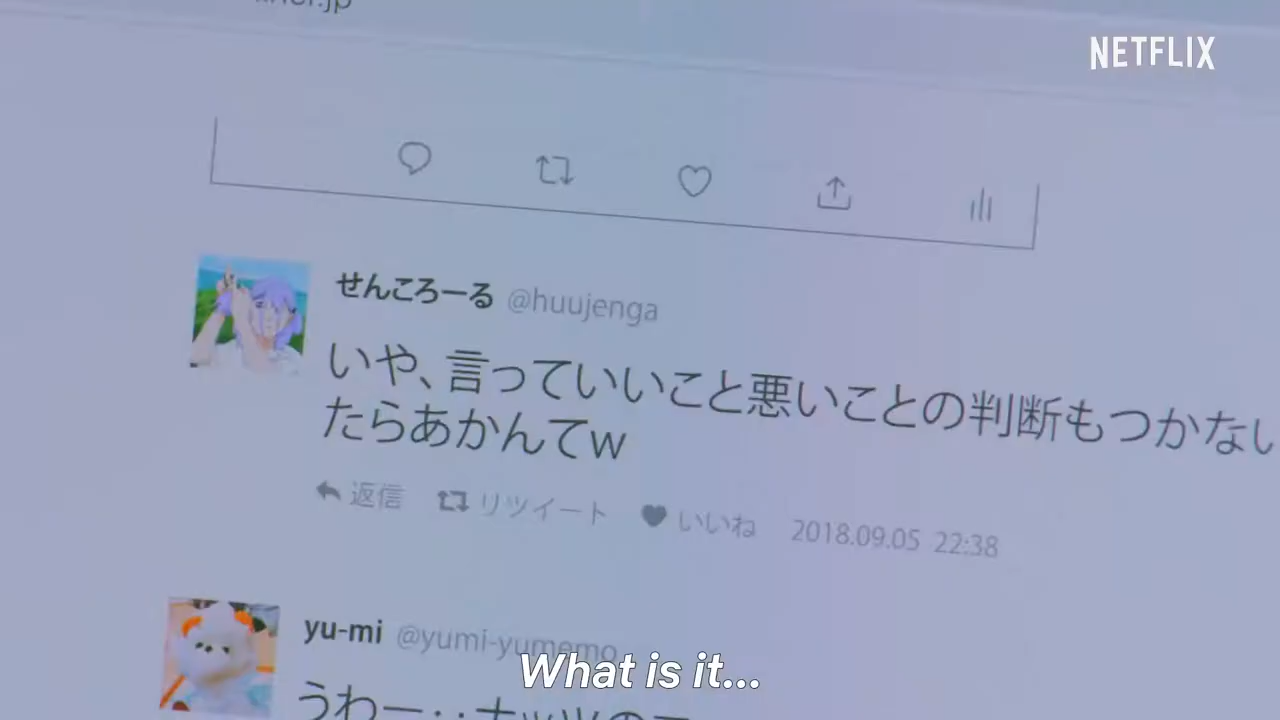 NETFLIX
せんころーる @huujenga
いや、言っていいこと悪いことの判断もつかない
たらあかんてw
返信 リツイート いいね 2018.09.05 22:38
yu-mi @yumi-yumemo
What is it...